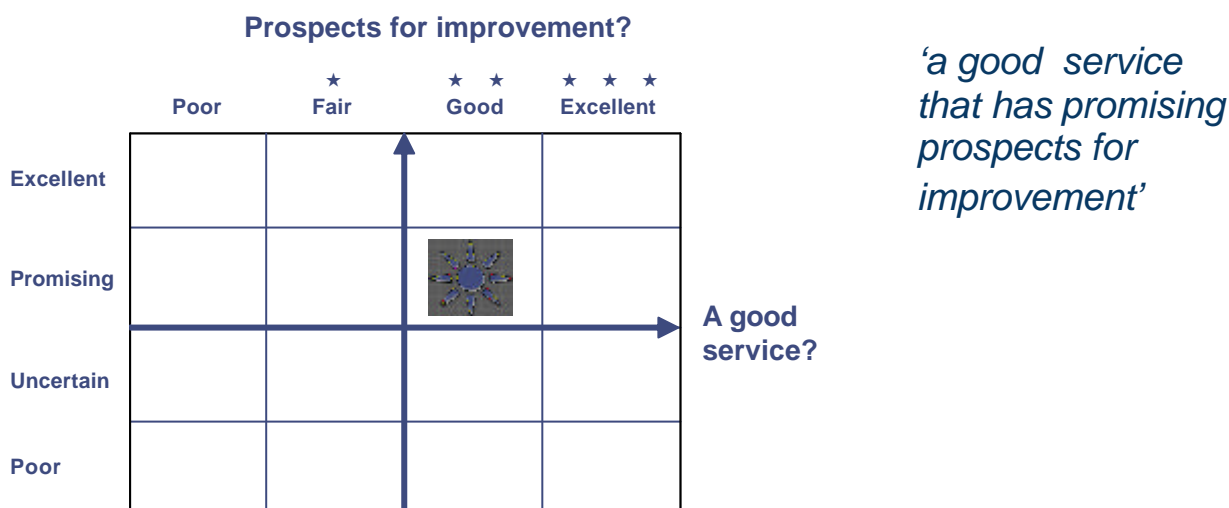 Prospects for improvement?
★ ★ ★ ★ ★ ★
Poor Fair Good Excellent
Excellent
Promising
Uncertain
Poor
A good
service?
‘a good service
that has promising
prospects for
improvement’